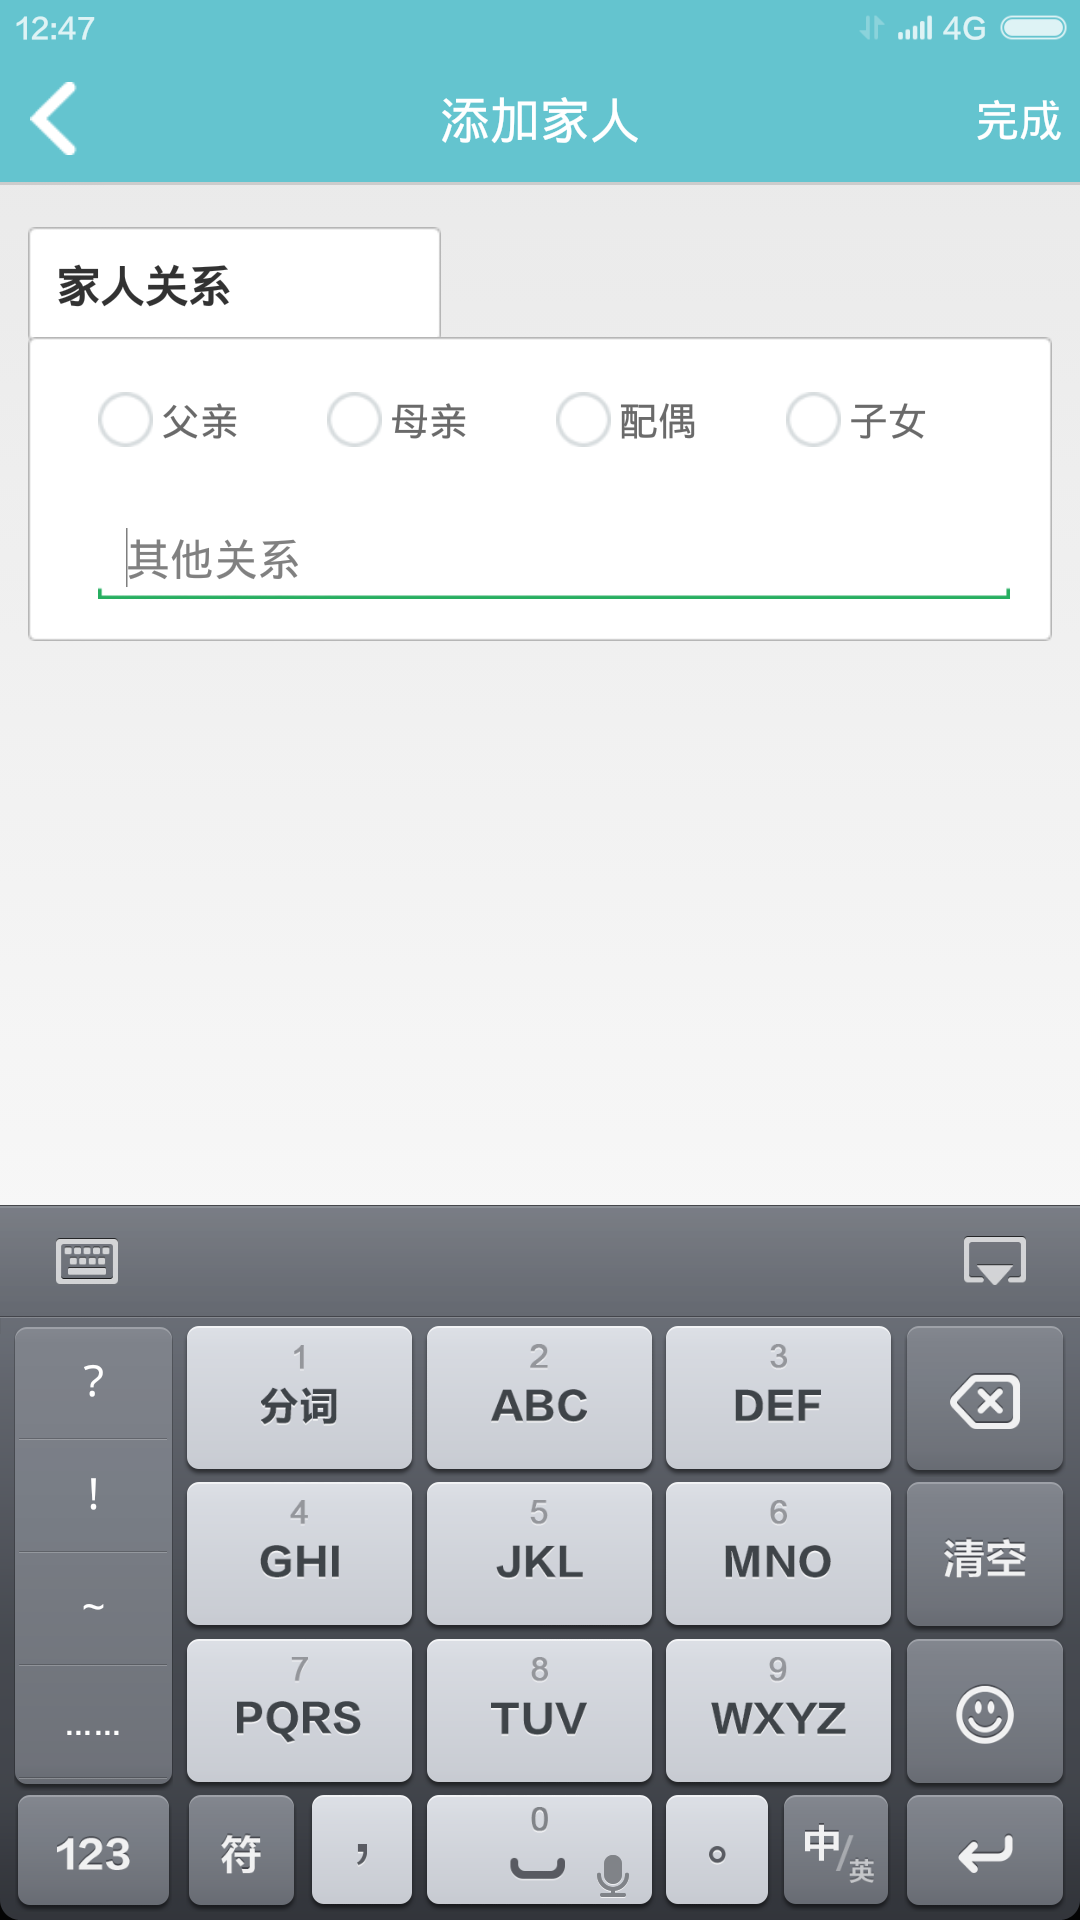 12:47 4G
添加家人 完成
家人关系
父亲 母亲 配偶 子女
其他关系
? 1 2 3
分词 ABC DEF
! 4 5 6
GHI JKL MNO 清空
~ 7 8 9
PQRS TUV WXYZ
......
123 符 , 0 。 中/英